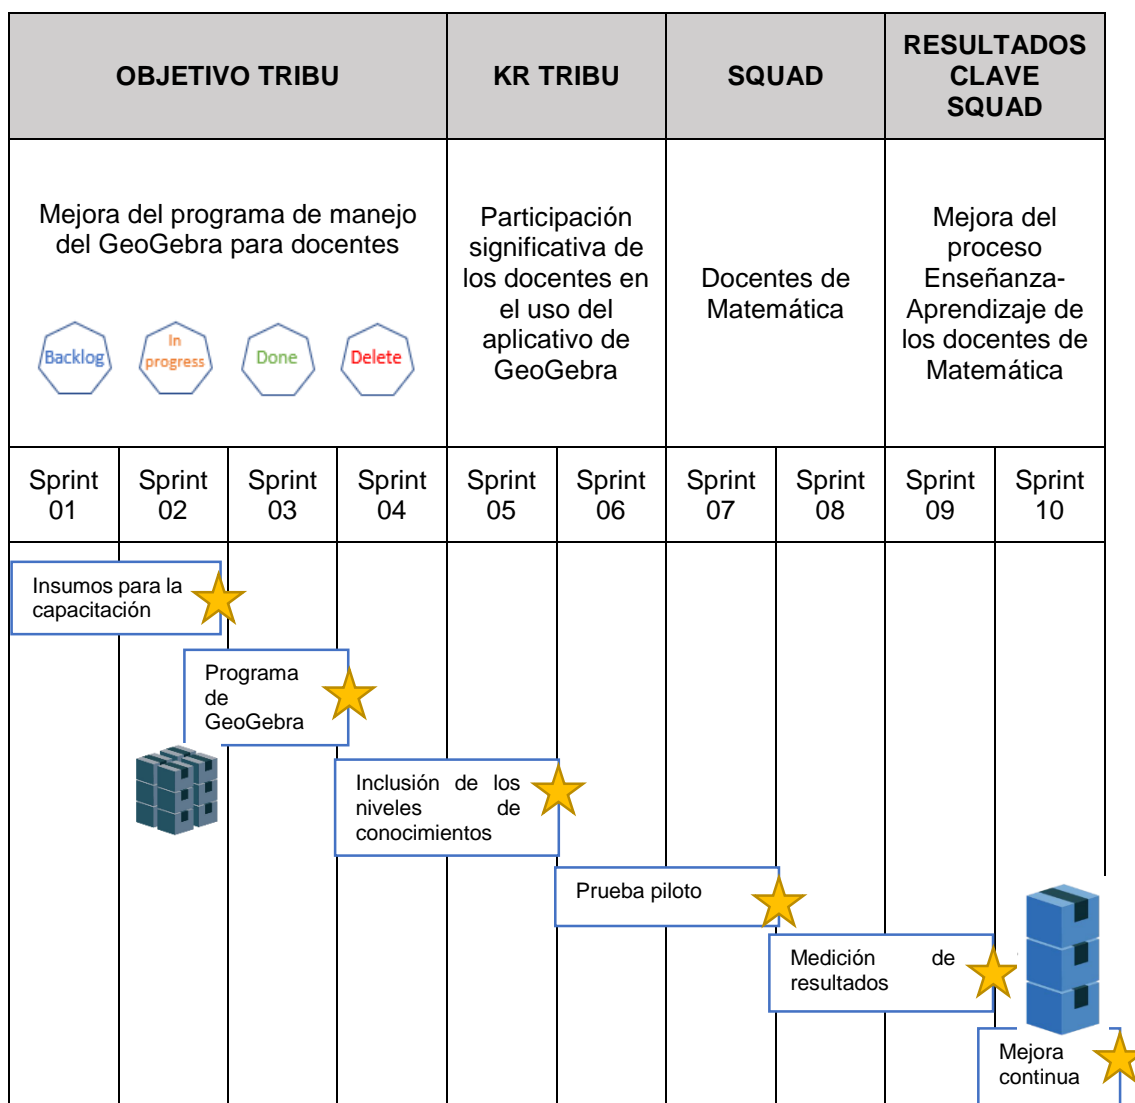 OBJETIVO TRIBU
KR TRIBU
SQUAD
RESULTADOS
CLAVE
SQUAD
Mejora del programa de manejo
del GeoGebra para docentes
Backlog
In
progress
Done
Delete
Participación
significativa de
los docentes en
el uso del
aplicativo de
GeoGebra
Docentes de
Matemática
Mejora del
proceso
Enseñanza-
Aprendizaje de
los docentes de
Matemática
Sprint
01
Sprint
02
Sprint
03
Sprint
04
Sprint
05
Sprint
06
Sprint
07
Sprint
08
Sprint
09
Sprint
10
Insumos para la
capacitación
Programa
de
GeoGebra
Inclusión de los
niveles de
conocimientos
Prueba piloto
Medición de
resultados
Mejora
continua